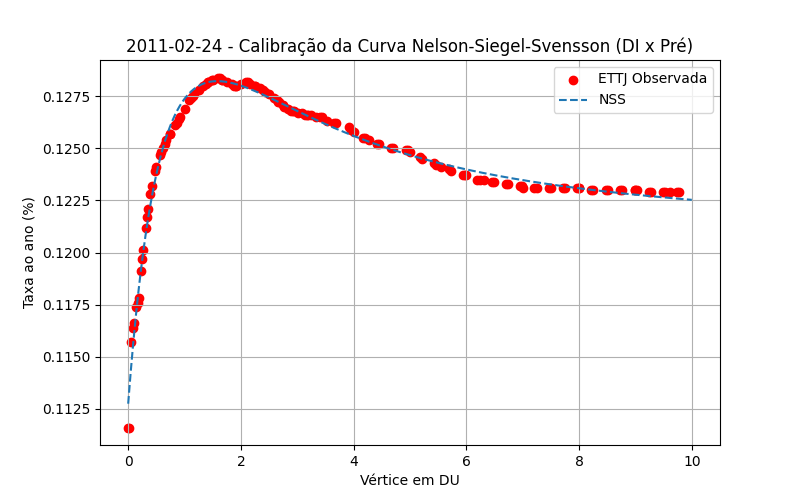 2011-02-24 - Calibração da Curva Nelson-Siegel-Svensson (DI x Pré)
ETTJ Observada
NSS
Taxa ao ano (%)
0.1275
0.1250
0.1225
0.1200
0.1175
0.1150
0.1125
0 2 4 6 8 10
Vértice em DU